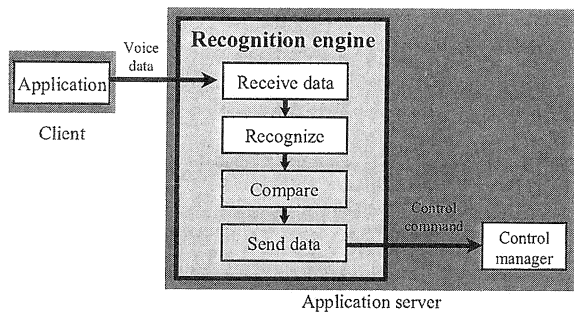 Recognition engine
Voice
data
Application
Client
Receive data
Recognize
Compare
Send data
Control
command
Control
manager
Application server